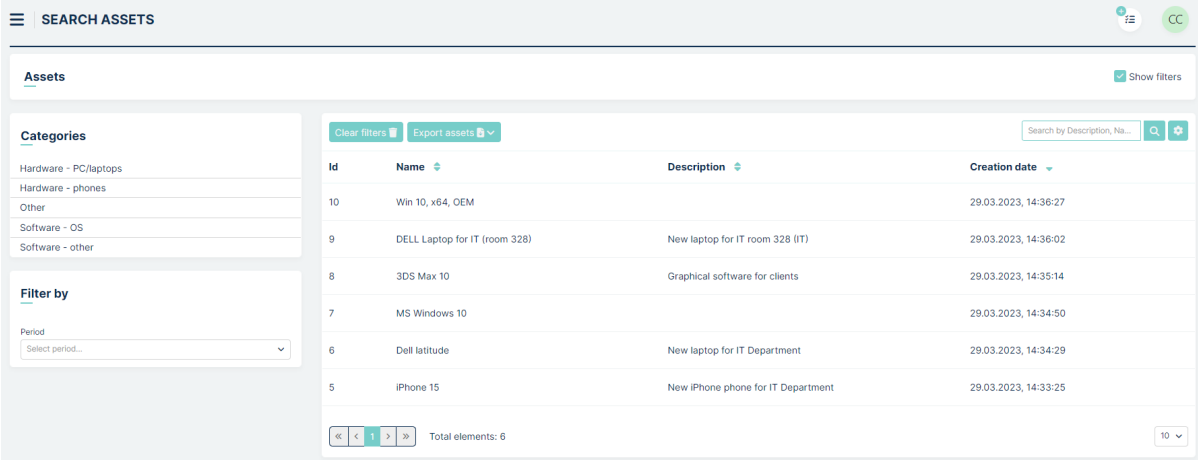 SEARCH ASSETS
CC
Assets
Show filters
Categories
Hardware - PC/laptops
Hardware - phones
Other
Software - OS
Software - other
Filter by
Period
Select period...
Clear filters
Export assets
Search by Description, Na...
Id Name Description Creation date
10 Win 10, x64, OEM 29.03.2023, 14:36:27
9 DELL Laptop for IT (room 328) New laptop for IT room 328 (IT) 29.03.2023, 14:36:02
8 3DS Max 10 Graphical software for clients 29.03.2023, 14:35:14
7 MS Windows 10 29.03.2023, 14:34:50
6 Dell latitude New laptop for IT Department 29.03.2023, 14:34:29
5 iPhone 15 New iPhone phone for IT Department 29.03.2023, 14:33:25
« < 1 > » Total elements: 6 10